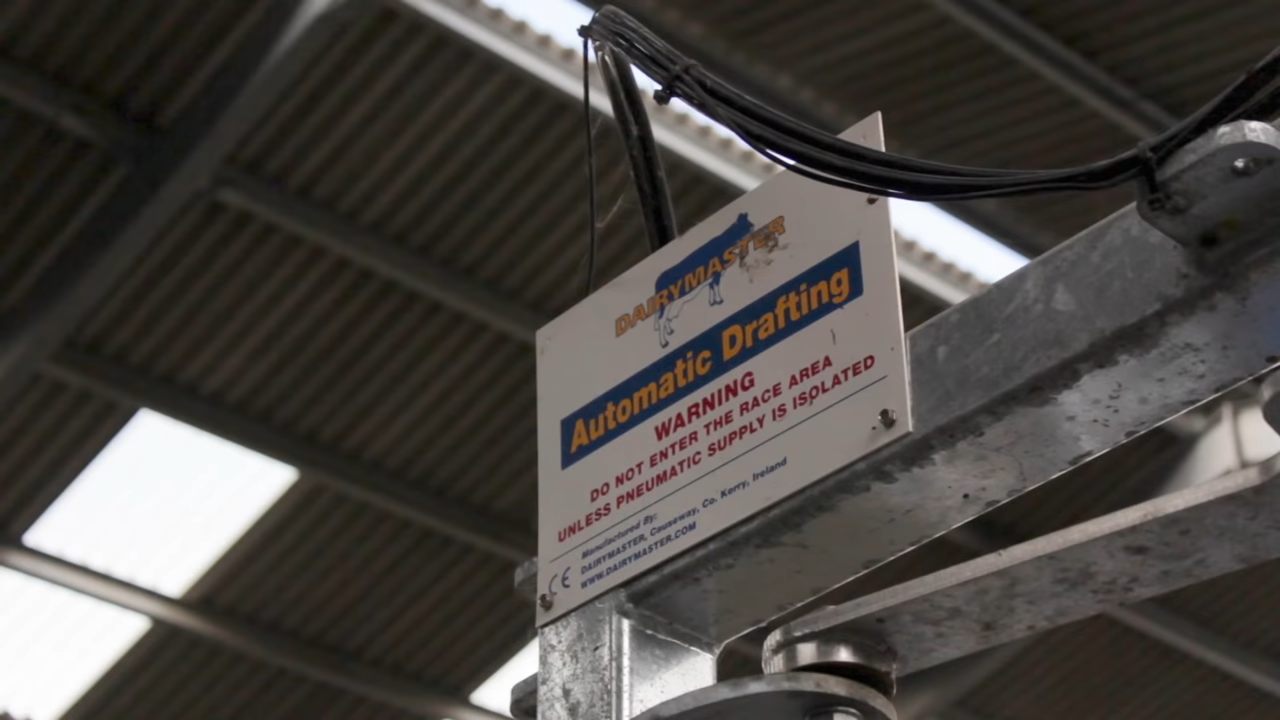 DAIRYMASTER
Automatic Drafting
WARNING
DO NOT ENTER THE RACE AREA
UNLESS PNEUMATIC SUPPLY IS ISOLATED
Manufactured By:
DAIRYMASTER, Causeway, Co. Kerry, Ireland
WWW.DAIRYMASTER.COM
CE